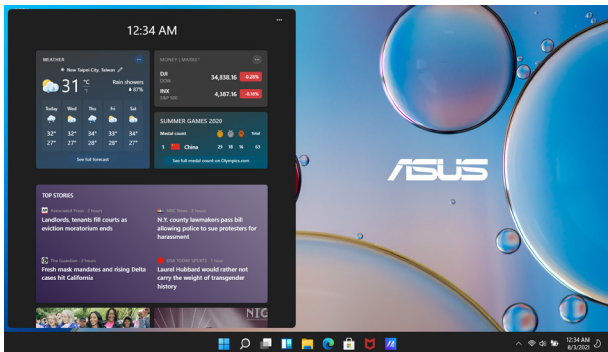 12:34 AM
WEATHER
New Taipei City, Taiwan
31 °C
°F
Rain showers
87%
Today Wed Thu Fri Sat
32° 32° 34° 33° 34°
27° 27° 28° 28° 27°
See full forecast
MONEY | MARKET
DJI
DOW
34,838.16
-0.28%
INX
S&P 500
4,387.16
-0.18%
SUMMER GAMES 2020
Medal count
Total
1 China 29 18 16 63
See full medal count on Olympics.com
TOP STORIES
Associated Press · 2 hours
Landlords, tenants fill courts as
eviction moratorium ends
NBC News · 2 hours
N.Y. county lawmakers pass bill
allowing police to sue protesters for
harassment
The Guardian · 2 hours
Fresh mask mandates and rising Delta
cases hit California
USA TODAY SPORTS · 1 hour
Laurel Hubbard would rather not
carry the weight of transgender
history
NIC
ASUS
12:34 AM
8/3/2021